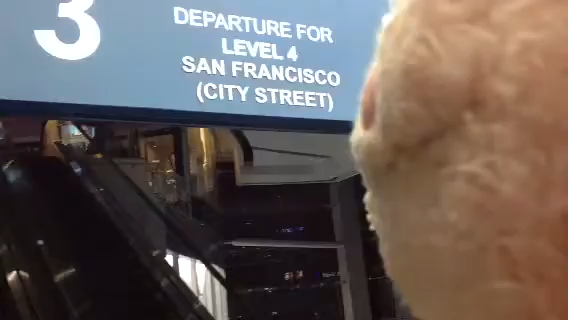 3
DEPARTURE FOR
LEVEL 4
SAN FRANCISCO
(CITY STREET)